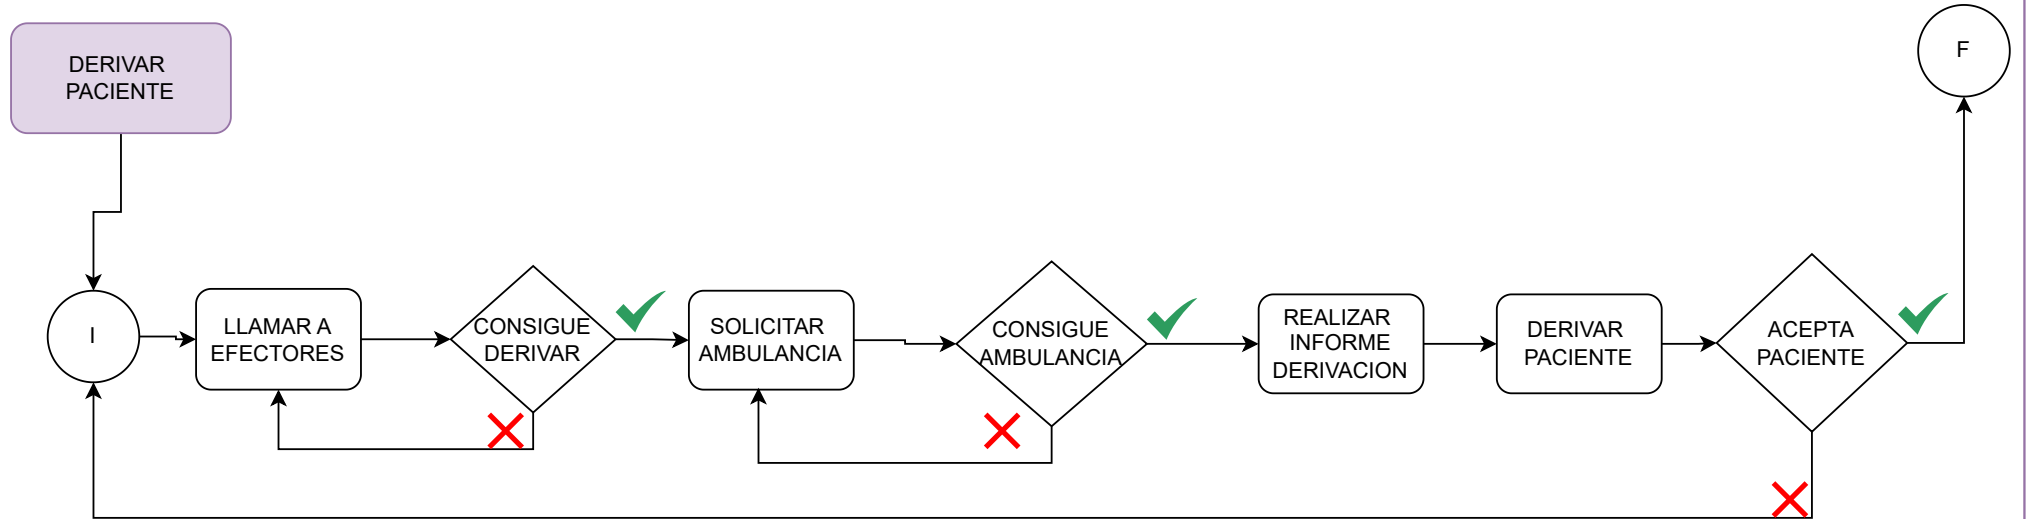 DERIVAR
PACIENTE
F
I
LLAMAR A
EFECTORES
CONSIGUE
DERIVAR
SOLICITAR
AMBULANCIA
CONSIGUE
AMBULANCIA
REALIZAR
INFORME
DERIVACION
DERIVAR
PACIENTE
ACEPTA
PACIENTE